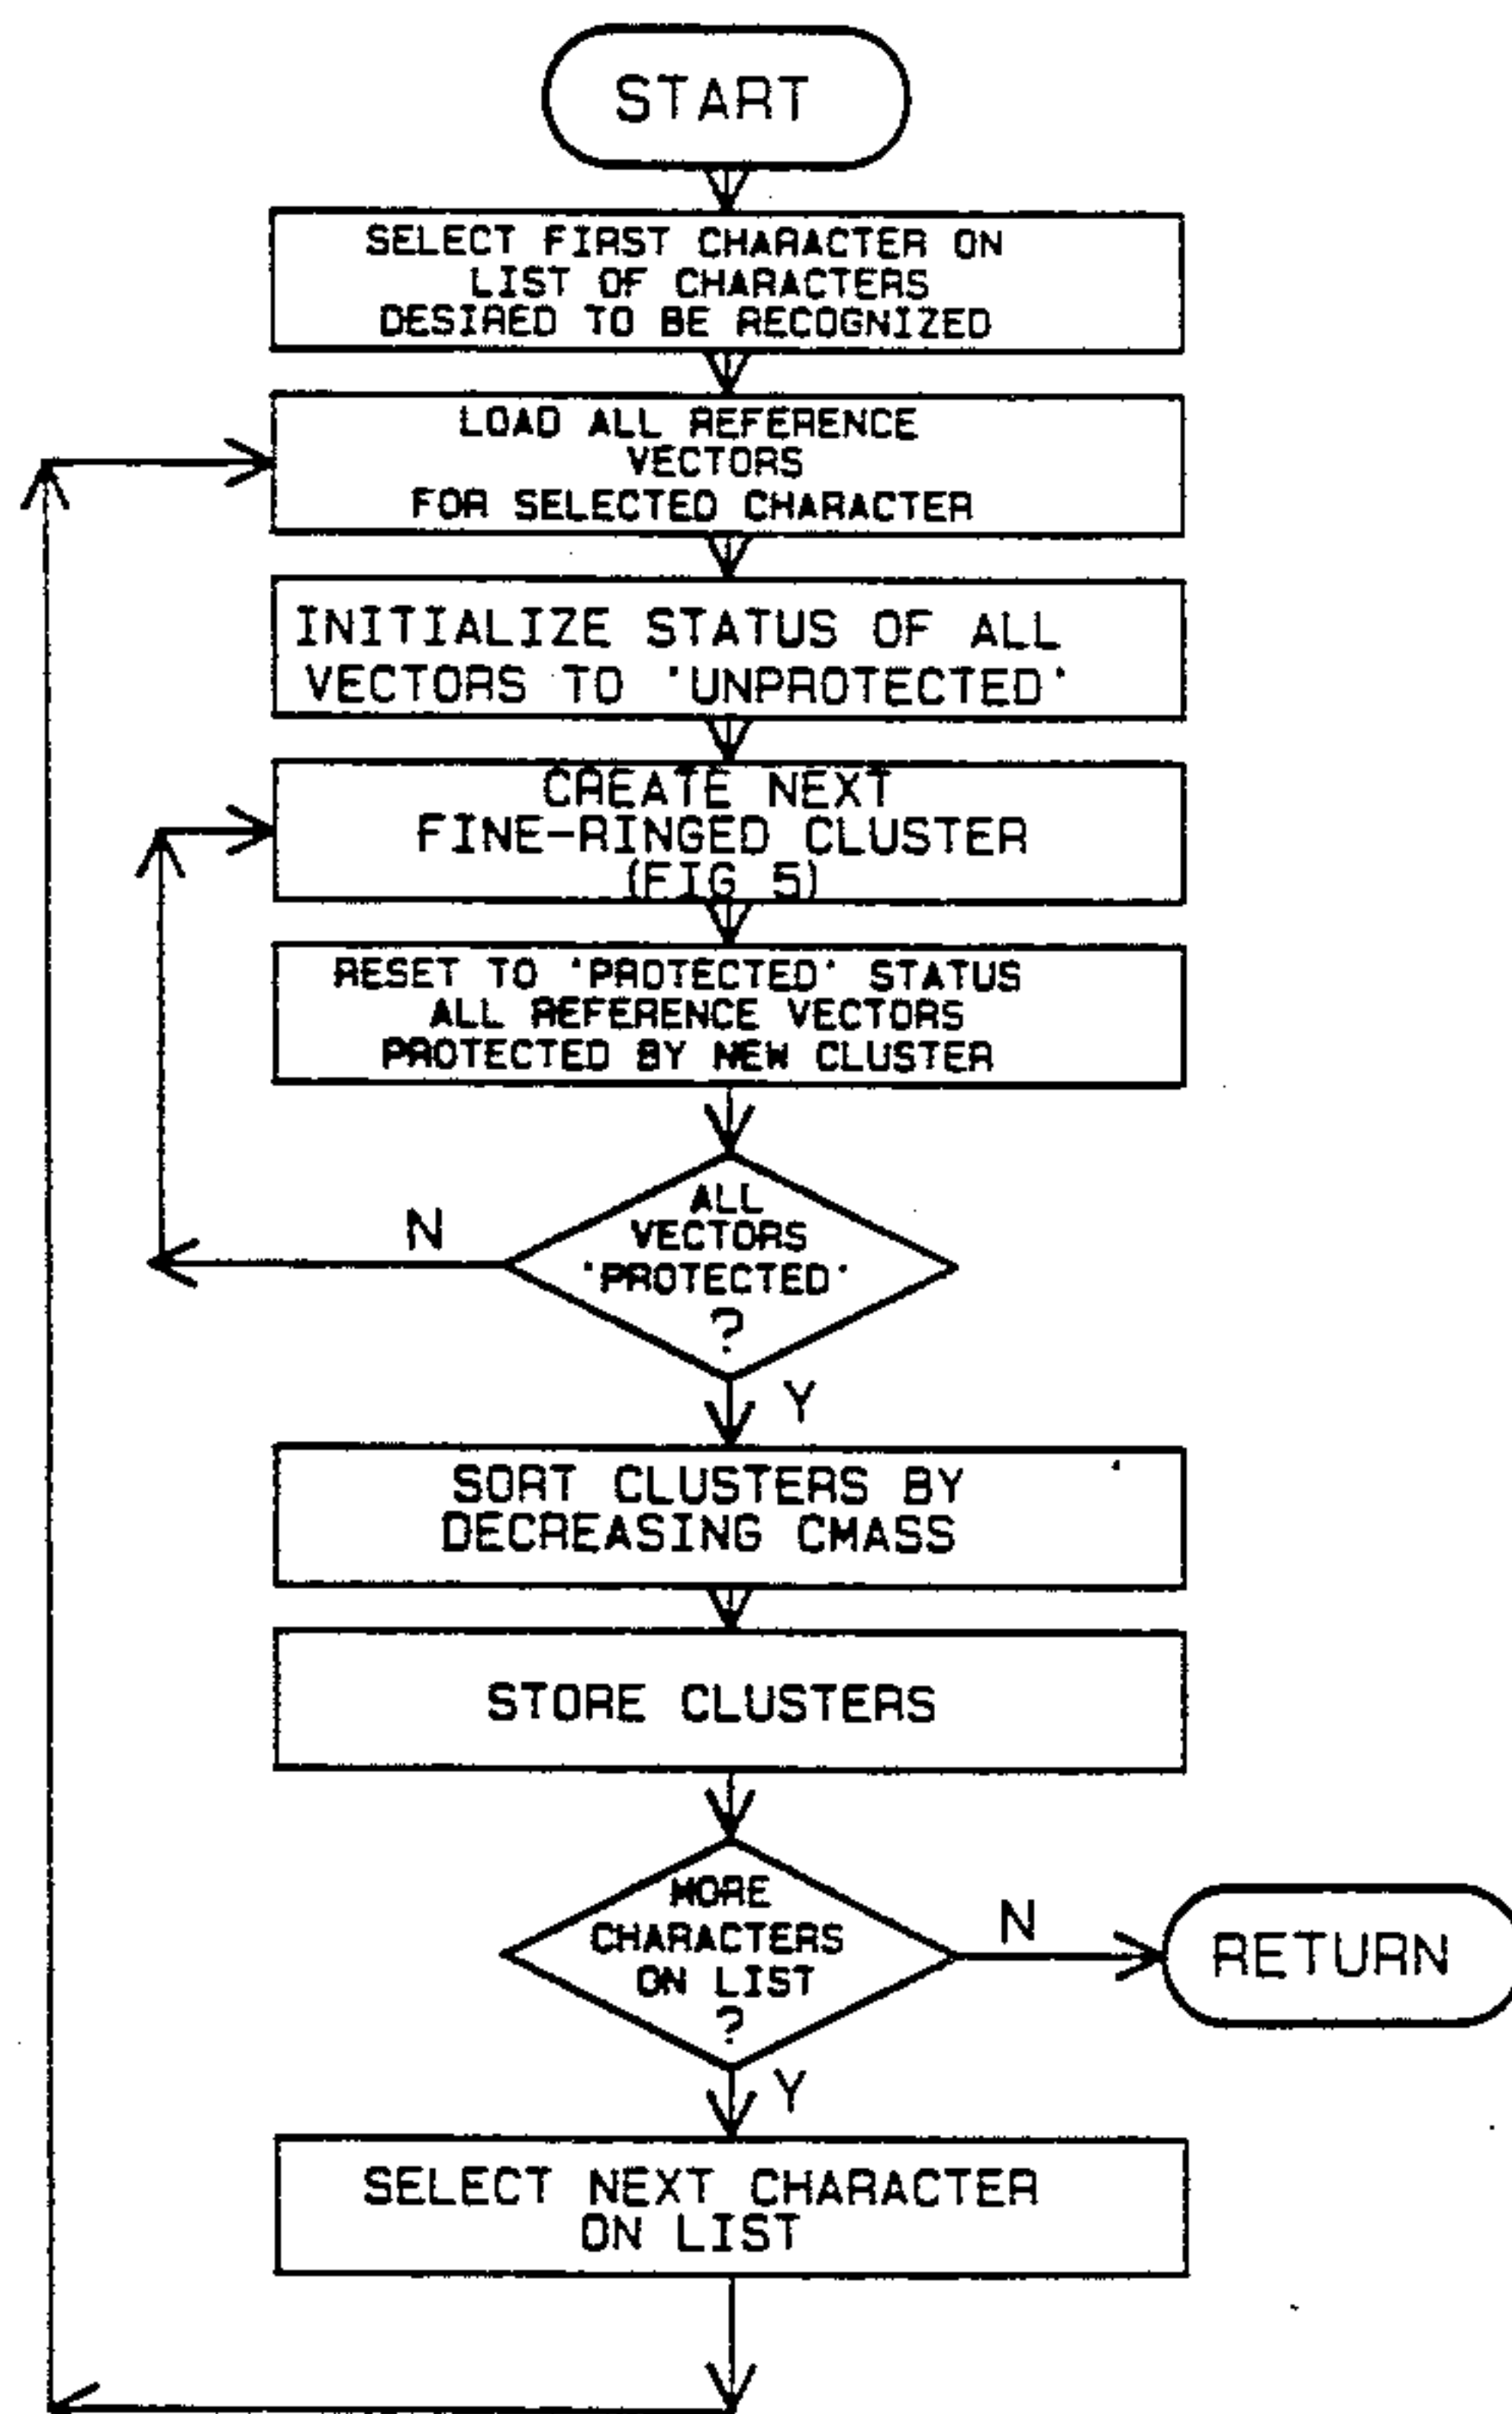 START
SELECT FIRST CHARACTER ON
LIST OF CHARACTERS
DESIRED TO BE RECOGNIZED
LOAD ALL REFERENCE
VECTORS
FOR SELECTED CHARACTER
INITIALIZE STATUS OF ALL
VECTORS TO 'UNPROTECTED'
CREATE NEXT
FINE-RINGED CLUSTER
(FIG 5)
RESET TO 'PROTECTED' STATUS
ALL REFERENCE VECTORS
PROTECTED BY NEW CLUSTER
ALL
VECTORS
'PROTECTED'
?
N
Y
SORT CLUSTERS BY
DECREASING CMASS
STORE CLUSTERS
MORE
CHARACTERS
ON LIST
?
N
RETURN
Y
SELECT NEXT CHARACTER
ON LIST